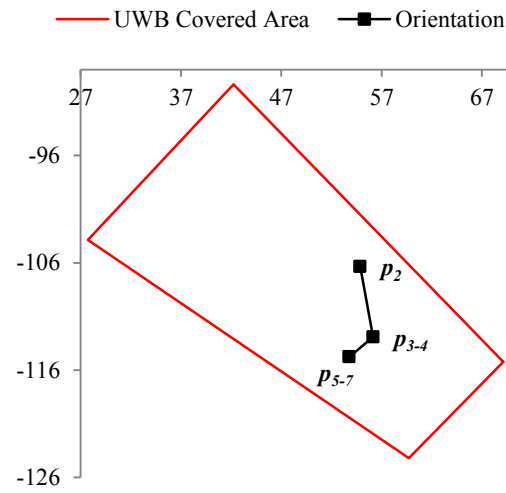 UWB Covered Area Orientation
27 37 47 57 67
-96
-106
p2
p3-4
-116
p5-7
-126